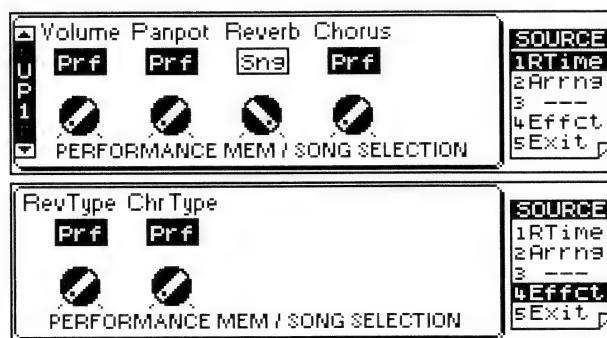 Volume Panpot Reverb Chorus
Prf Prf Sng Prf
UP1
PERFORMANCE MEM / SONG SELECTION
SOURCE
1RTime
2Arrng
3 ---
4Effct
5Exit
RevType ChrType
Prf Prf
PERFORMANCE MEM / SONG SELECTION
SOURCE
1RTime
2Arrng
3 ---
4Effct
5Exit